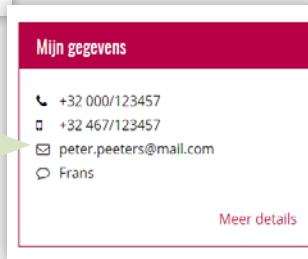 Mijn gegevens
+32 000/123457
+32 467/123457
peter.peeters@mail.com
Frans
Meer details